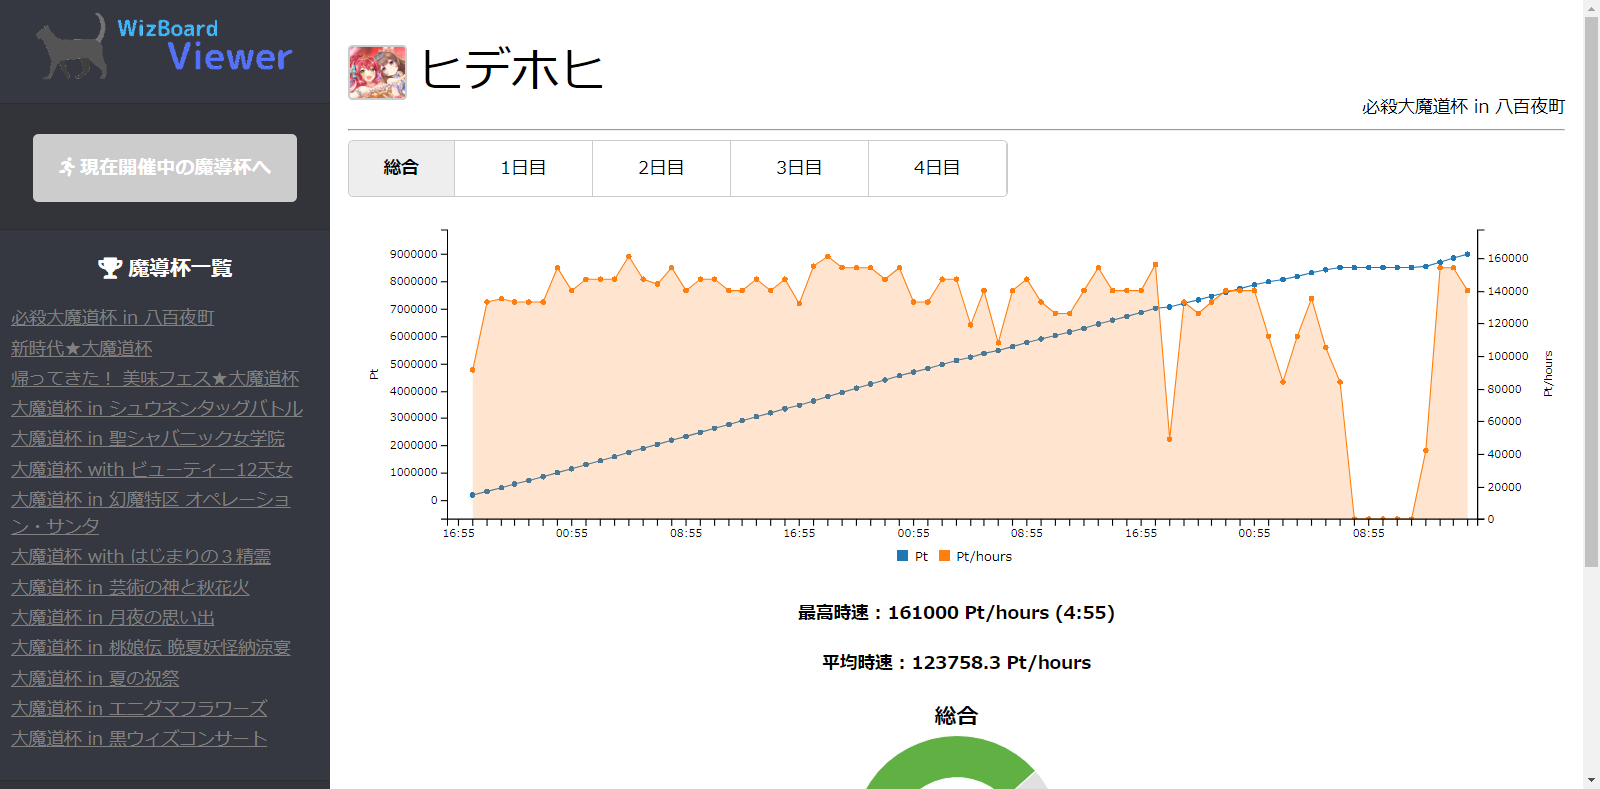 WizBoard
Viewer
現在開催中の魔導杯へ
魔導杯一覧
必殺大魔道杯 in 八百夜町
新時代★大魔道杯
帰ってきた！ 美味フェス★大魔道杯
大魔道杯 in シュウネンタッグバトル
大魔道杯 in 聖シャバニック女学院
大魔道杯 with ビューティー12天女
大魔道杯 in 幻魔特区 オペレーショ
ン・サンタ
大魔道杯 with はじまりの３精霊
大魔道杯 in 芸術の神と秋花火
大魔道杯 in 月夜の思い出
大魔道杯 in 桃娘伝 晩夏妖怪納涼宴
大魔道杯 in 夏の祝祭
大魔道杯 in エニグマフラワーズ
大魔道杯 in 黒ウィズコンサート
ヒデホヒ
必殺大魔道杯 in 八百夜町
総合 1日目 2日目 3日目 4日目
9000000
8000000
7000000
6000000
5000000
4000000
3000000
2000000
1000000
0
Pt
160000
140000
120000
100000
80000
60000
40000
20000
0
Pt/hours
16:55 00:55 08:55 16:55 00:55 08:55 16:55 00:55 08:55
Pt Pt/hours
最高時速 : 161000 Pt/hours (4:55)
平均時速 : 123758.3 Pt/hours
総合